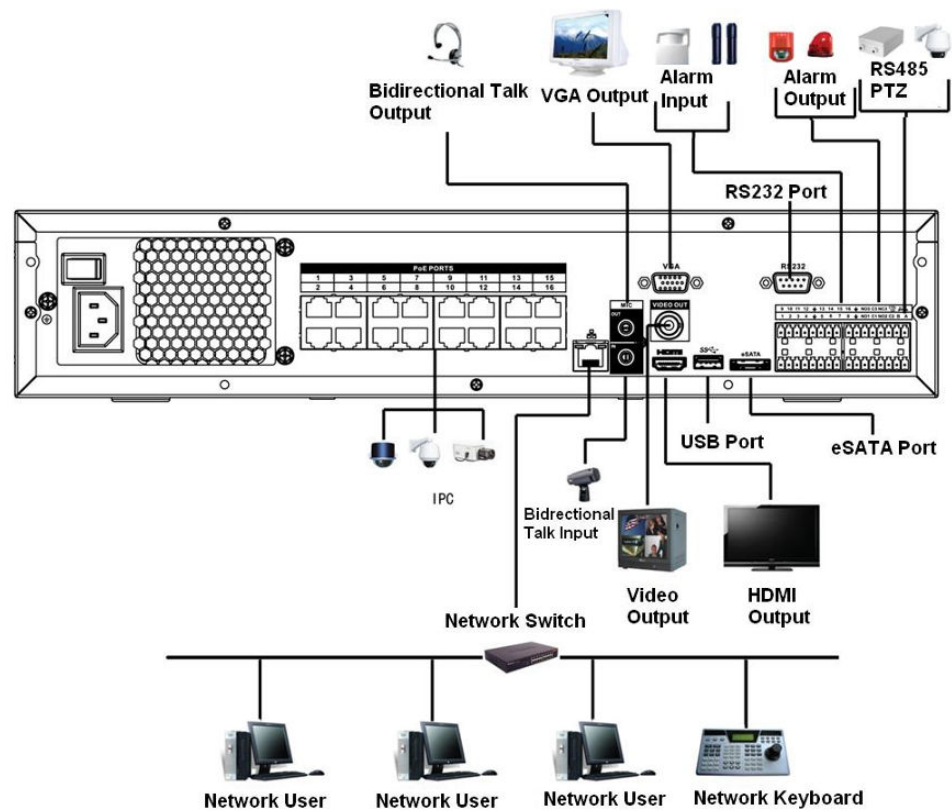 Bidirectional Talk
Output
VGA Output
Alarm
Input
Alarm
Output
RS485
PTZ
RS232 Port
PoE PORTS
1 3 5 7 9 11 13 15
2 4 6 8 10 12 14 16
MIC
OUT
VGA
VIDEO OUT
RS232
HDMI
SS
eSATA
USB Port
eSATA Port
IPC
Bidrectional
Talk Input
Video
Output
HDMI
Output
Network Switch
Network User
Network User
Network User
Network Keyboard